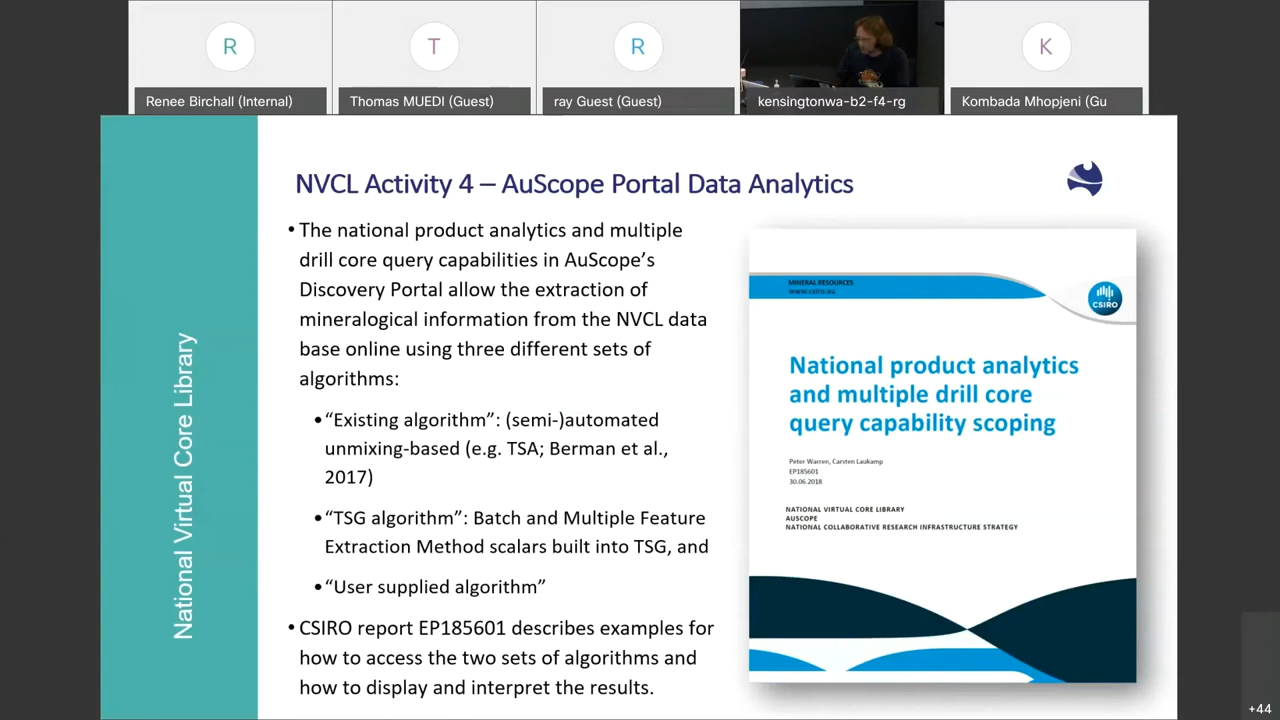 R
T
R
K
Renee Birchall (Internal)
Thomas MUEDI (Guest)
ray Guest (Guest)
kensingtonwa-b2-f4-rg
Kombada Mhopjeni (Gu
National Virtual Core Library
NVCL Activity 4 – AuScope Portal Data Analytics
• The national product analytics and multiple
drill core query capabilities in AuScope’s
Discovery Portal allow the extraction of
mineralogical information from the NVCL data
base online using three different sets of
algorithms:
• “Existing algorithm”: (semi-)automated
unmixing-based (e.g. TSA; Berman et al.,
2017)
• “TSG algorithm”: Batch and Multiple Feature
Extraction Method scalars built into TSG, and
• “User supplied algorithm”
• CSIRO report EP185601 describes examples for
how to access the two sets of algorithms and
how to display and interpret the results.
MINERAL RESOURCES
www.csiro.au
CSIRO
National product analytics
and multiple drill core
query capability scoping
Peter Warren, Carsten Laukamp
EP185601
30.06.2018
NATIONAL VIRTUAL CORE LIBRARY
AUSCOPE
NATIONAL COLLABORATIVE RESEARCH INFRASTRUCTURE STRATEGY
+44